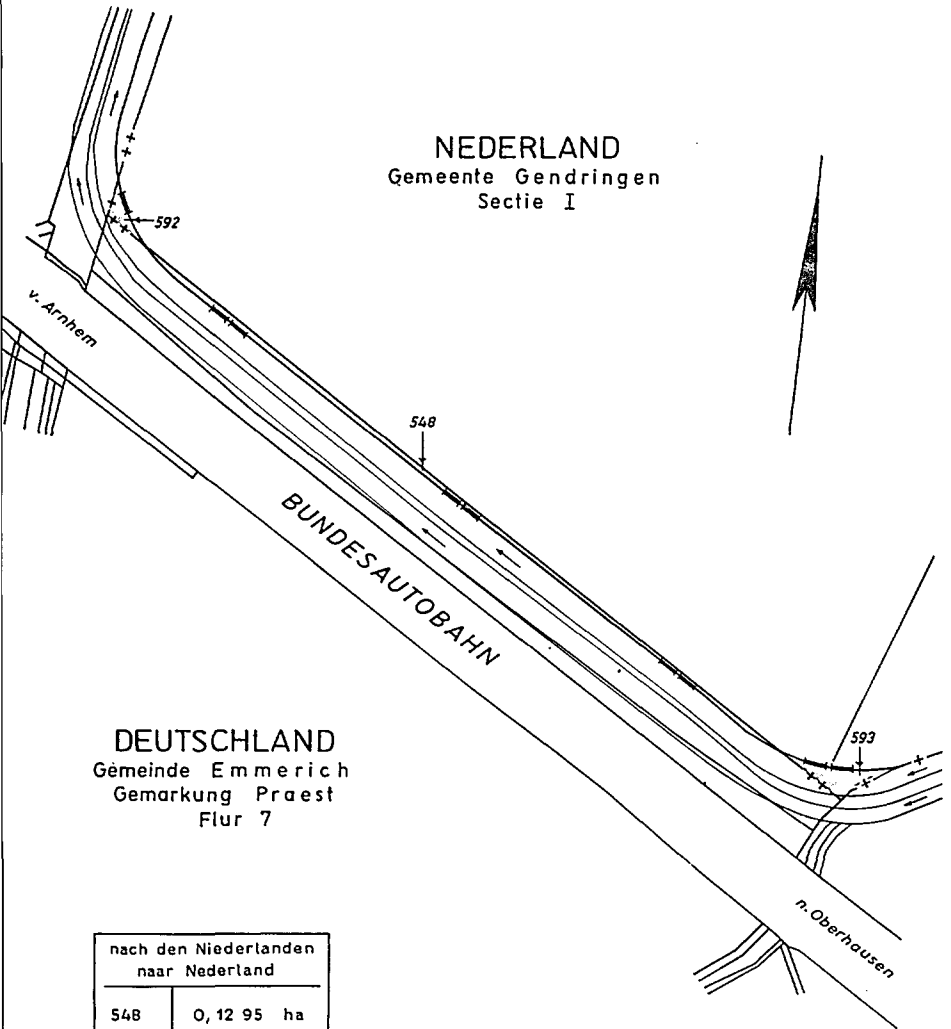 NEDERLAND
Gemeente Gendringen
Sectie I
592
v. Arnhem
548
BUNDESAUTOBAHN
593
DEUTSCHLAND
Gemeinde Emmerich
Gemarkung Praest
Flur 7
n. Oberhausen
nach den Niederlanden
naar Nederland
548 0,12 95 ha